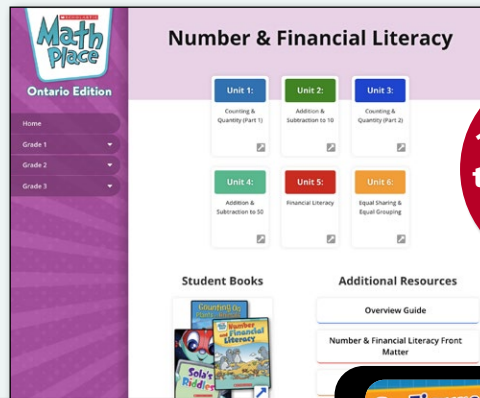 SCHOLASTIC
Math
Place
Ontario Edition
Home
Grade 1
Grade 2
Grade 3
Number & Financial Literacy
Unit 1:
Counting &
Quantity (Part 1)
Unit 2:
Addition &
Subtraction to 10
Unit 3:
Counting &
Quantity (Part 2)
Unit 4:
Addition &
Subtraction to 50
Unit 5:
Financial Literacy
Unit 6:
Equal Sharing &
Equal Grouping
Student Books
Number
and Financial
Literacy
Sola's
Riddles
Additional Resources
Overview Guide
Number & Financial Literacy Front
Matter